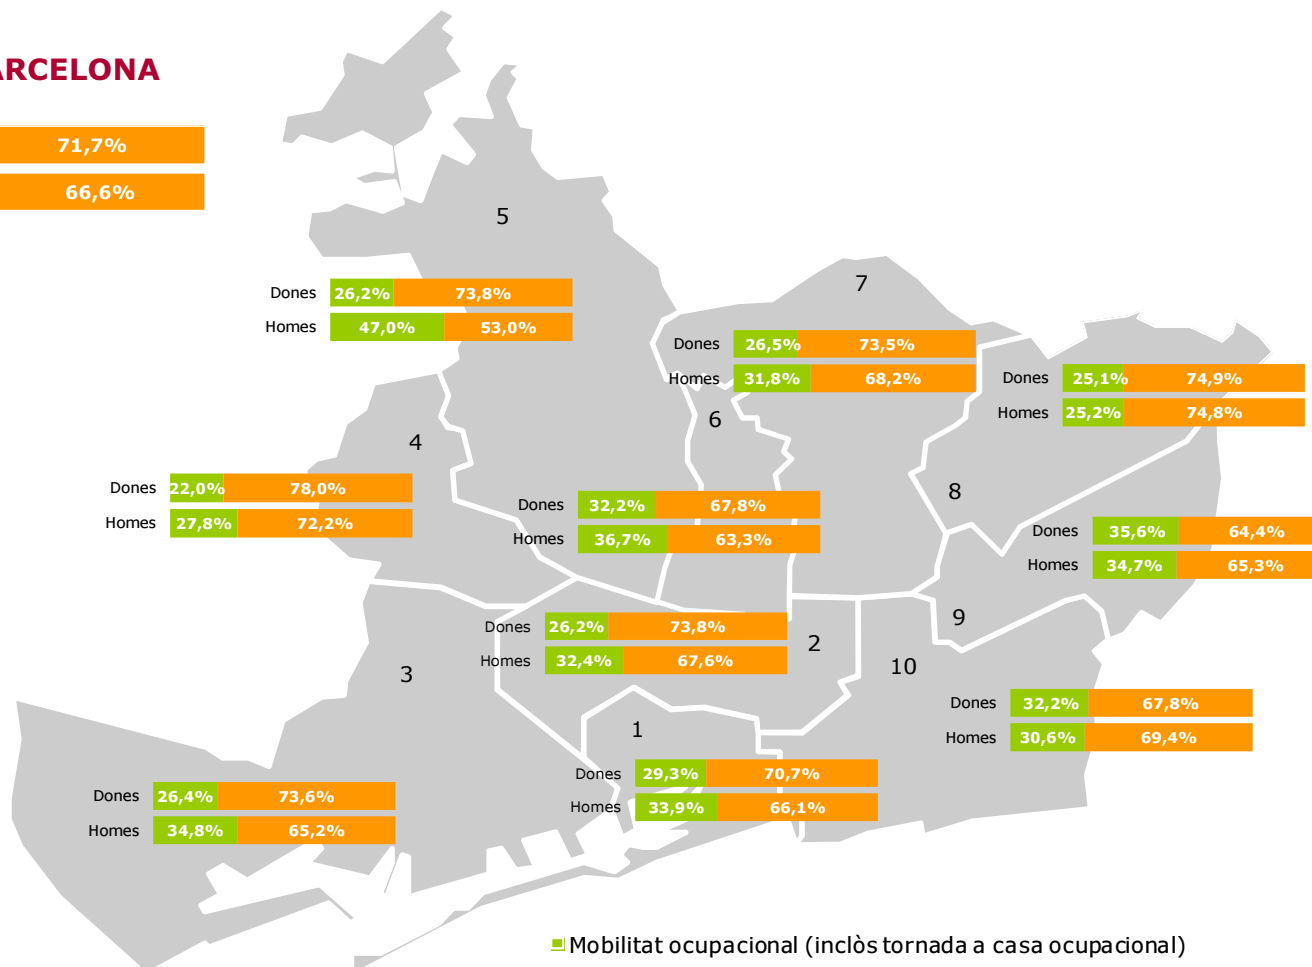 ARCELONA
71,7%
66,6%
5
Dones 26,2% 73,8%
Homes 47,0% 53,0%
7
Dones 26,5% 73,5%
Homes 31,8% 68,2%
Dones 25,1% 74,9%
Homes 25,2% 74,8%
6
4
Dones 22,0% 78,0%
Homes 27,8% 72,2%
Dones 32,2% 67,8%
Homes 36,7% 63,3%
8
Dones 35,6% 64,4%
Homes 34,7% 65,3%
9
Dones 26,2% 73,8%
Homes 32,4% 67,6%
2
10
3
Dones 32,2% 67,8%
Homes 30,6% 69,4%
1
Dones 29,3% 70,7%
Homes 33,9% 66,1%
Dones 26,4% 73,6%
Homes 34,8% 65,2%
Mobilitat ocupacional (inclòs tornada a casa ocupacional)